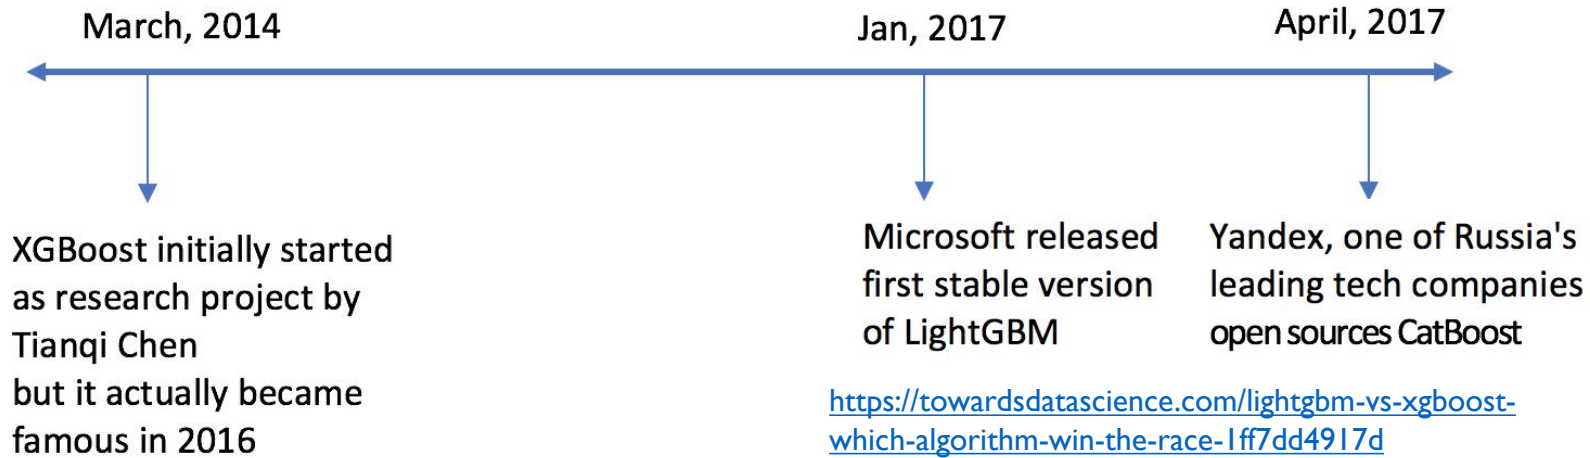 March, 2014
Jan, 2017
April, 2017
XGBoost initially started
as research project by
Tianqi Chen
but it actually became
famous in 2016
Microsoft released
first stable version
of LightGBM
Yandex, one of Russia's
leading tech companies
open sources CatBoost
https://towardsdatascience.com/lightgbm-vs-xgboost-
which-algorithm-win-the-race-1ff7dd4917d